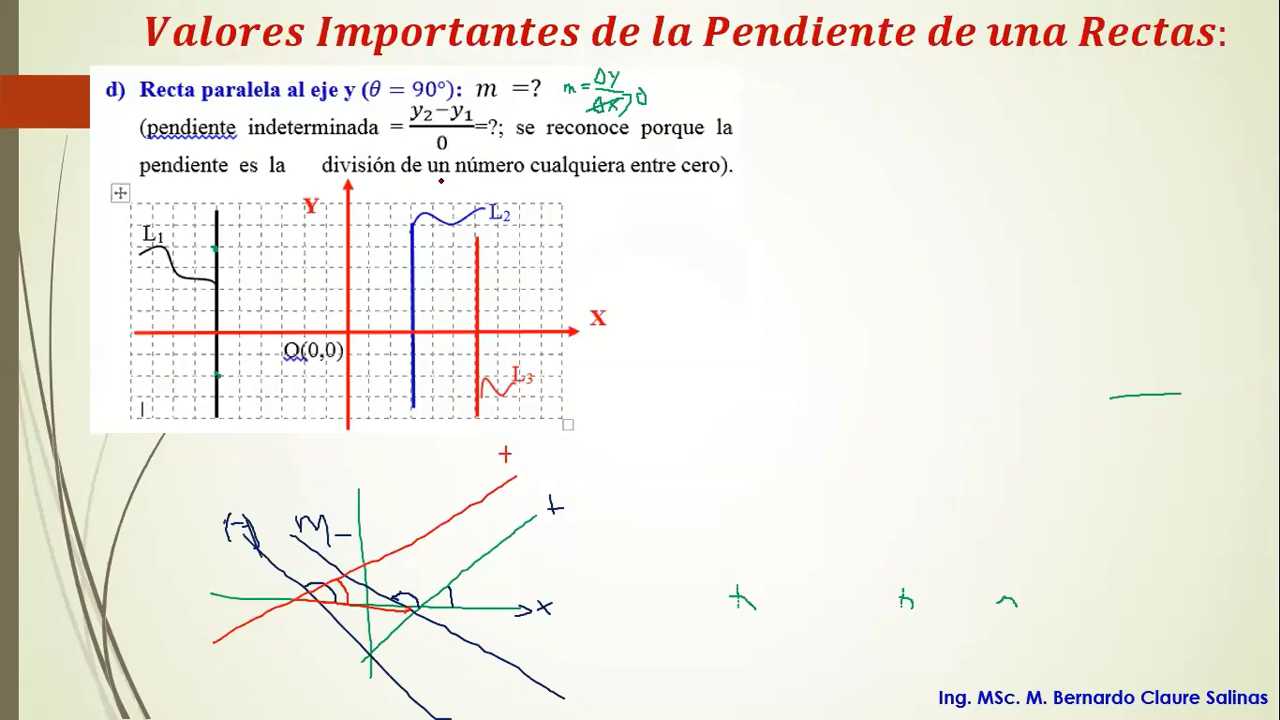 Valores Importantes de la Pendiente de una Rectas:
d) Recta paralela al eje y (θ = 90°): m =? m = Δy/Δx → 0
(pendiente indeterminada = y₂−y₁/0 =?; se reconoce porque la
pendiente es la división de un número cualquiera entre cero).
Y
L₂
L₁
X
O(0,0)
L₃
+
+
(-) m -
x
Ing. MSc. M. Bernardo Claure Salinas